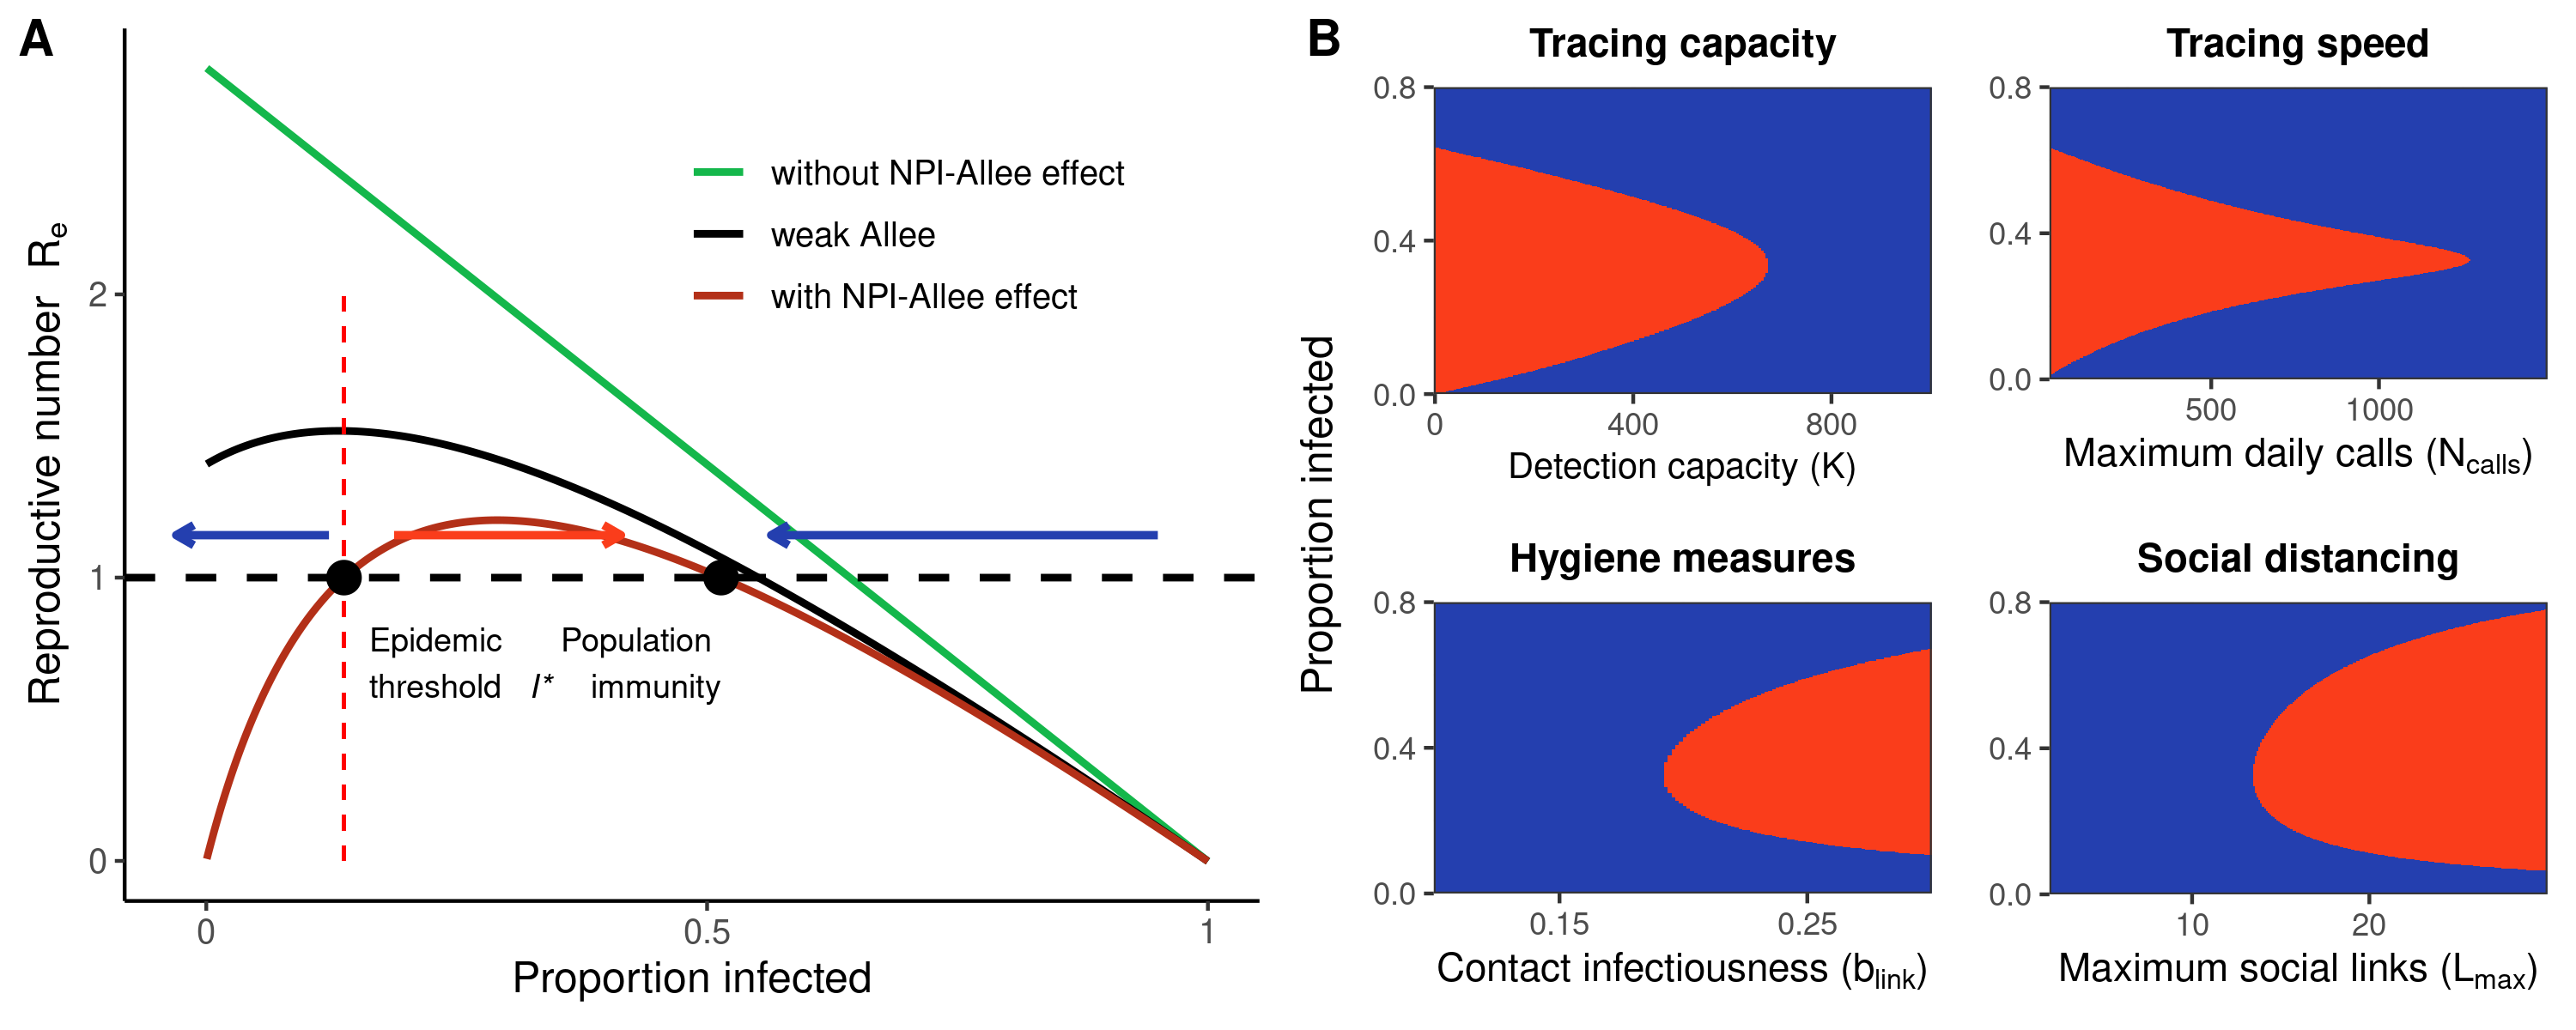 A
Reproductive number Re
2
1
0
without NPI-Allee effect
weak Allee
with NPI-Allee effect
Epidemic Population
threshold I* immunity
0 0.5 1
Proportion infected
B
Proportion infected
Tracing capacity
0.8
0.4
0.0
0 400 800
Detection capacity (K)
Tracing speed
0.8
0.4
0.0
500 1000
Maximum daily calls (Ncalls)
Hygiene measures
0.8
0.4
0.0
0.15 0.25
Contact infectiousness (blink)
Social distancing
0.8
0.4
0.0
10 20
Maximum social links (Lmax)